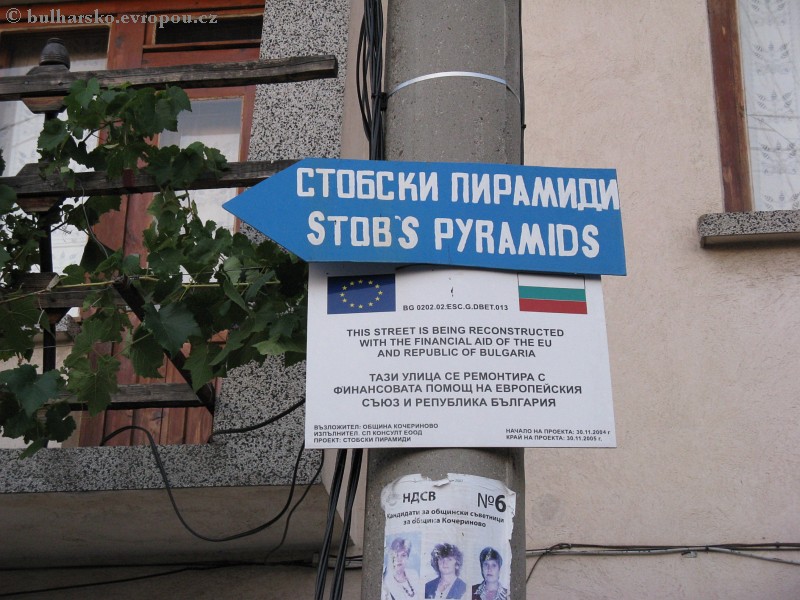 © bulharsko.evropou.cz
СТОБСКИ ПИРАМИДИ
STOB'S PYRAMIDS
BG 0202.02:ESC.G.DBET.013
THIS STREET IS BEING RECONSTRUCTED
WITH THE FINANCIAL AID OF THE EU
AND REPUBLIC OF BULGARIA
ТАЗИ УЛИЦА СЕ РЕМОНТИРА С
ФИНАНСОВАТА ПОМОЩ НА ЕВРОПЕЙСКИЯ
СЪЮЗ И РЕПУБЛИКА БЪЛГАРИЯ
ВЪЗЛОЖИТЕЛ: ОБЩИНА КОЧЕРИНОВО
ИЗПЪЛНИТЕЛ. СП КОНСУЛТ ЕООД
ПРОЕКТ: СТОБСКИ ПИРАМИДИ
НАЧАЛО НА ПРОЕКТА: 30.11.2004 г
КРАЙ НА ПРОЕКТА: 30.11.2005 г.
НДСВ №6
Кандидати за общински съветници
за община Кочериново